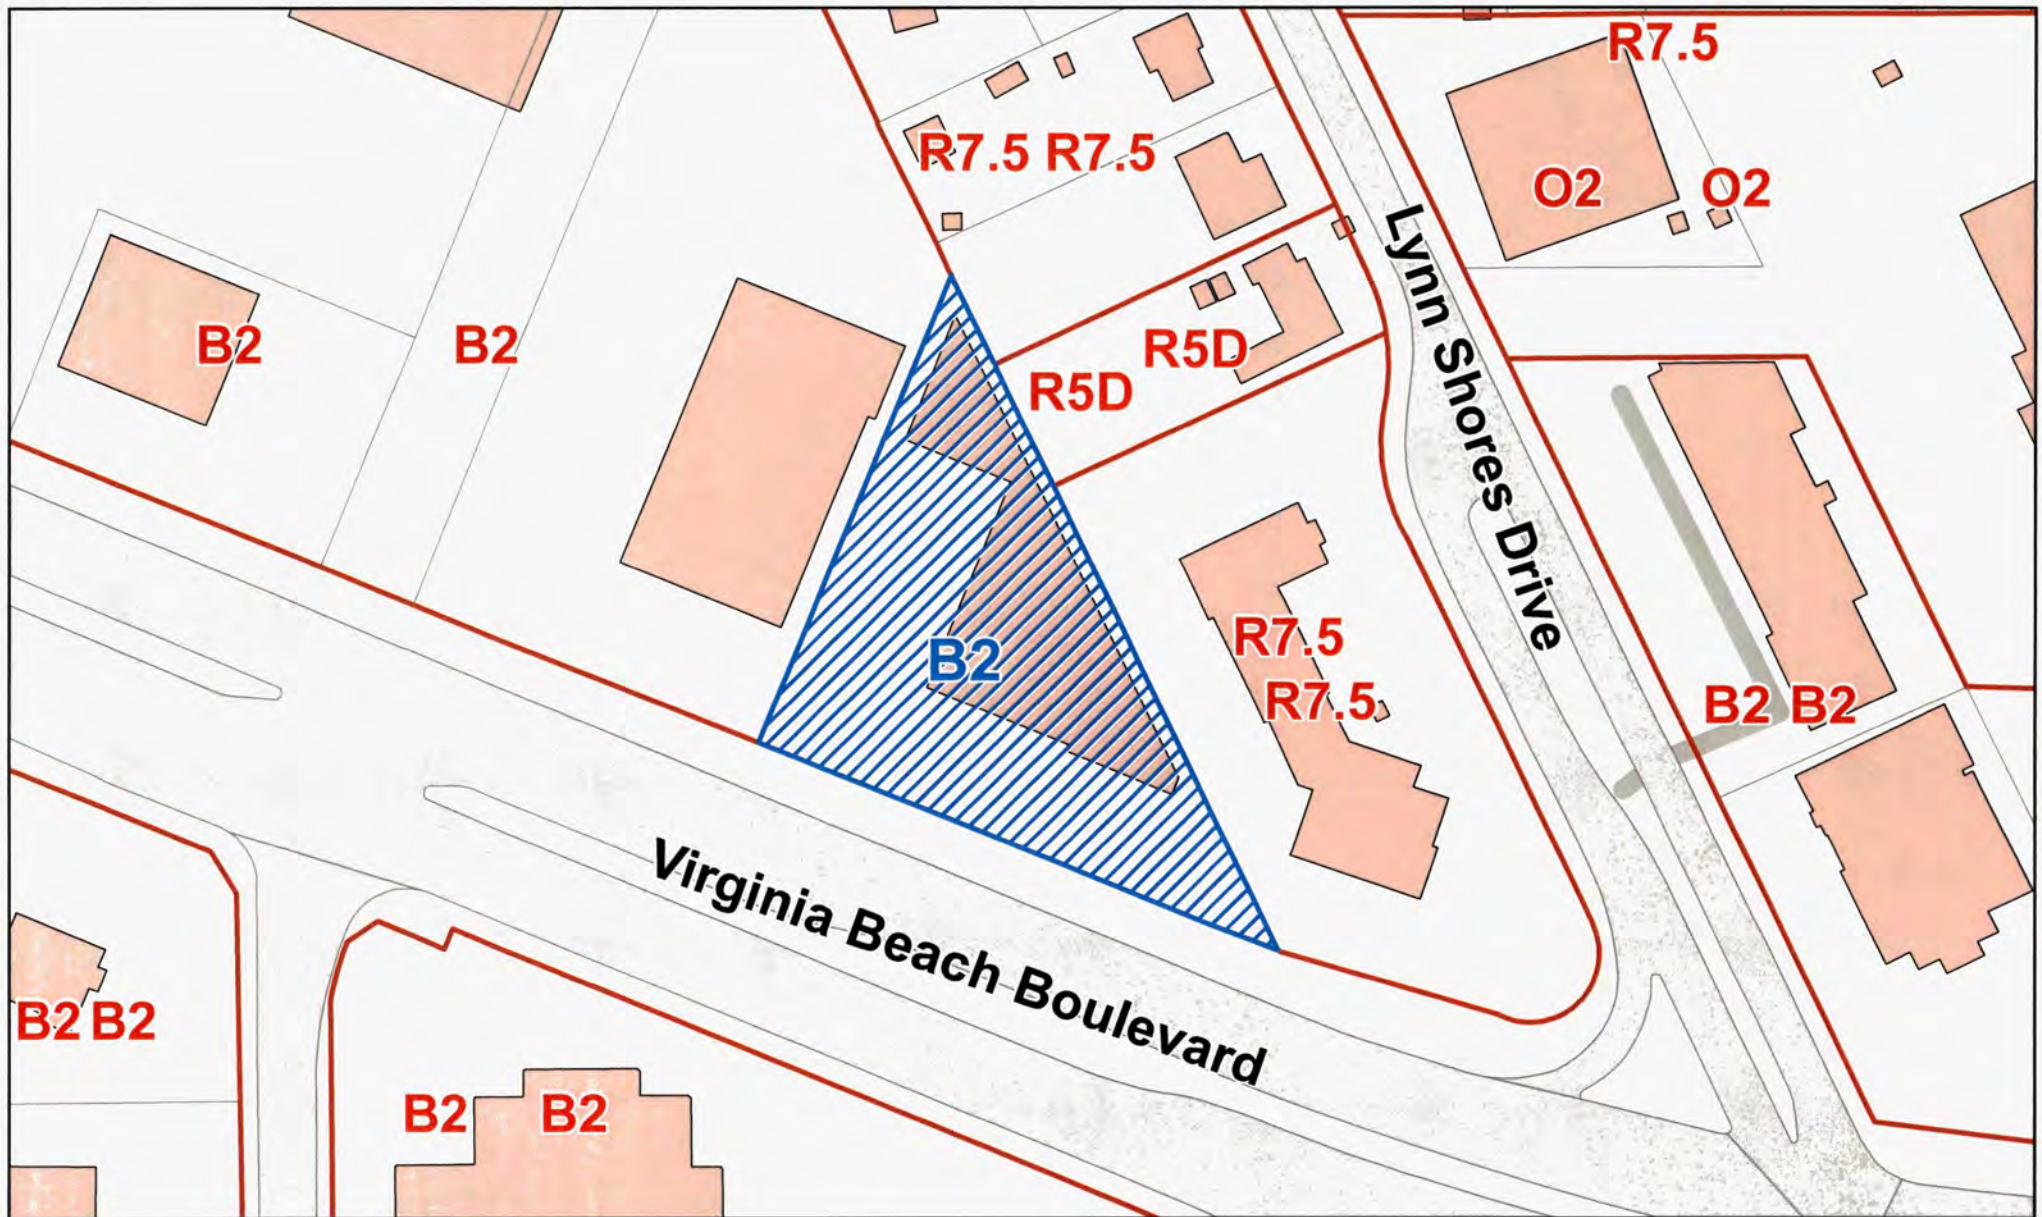 R7.5
R7.5 R7.5
O2 O2
Lynn Shores Drive
B2
B2
R5D
R5D
R7.5
B2
R7.5
B2 B2
Virginia Beach Boulevard
B2 B2
B2
B2